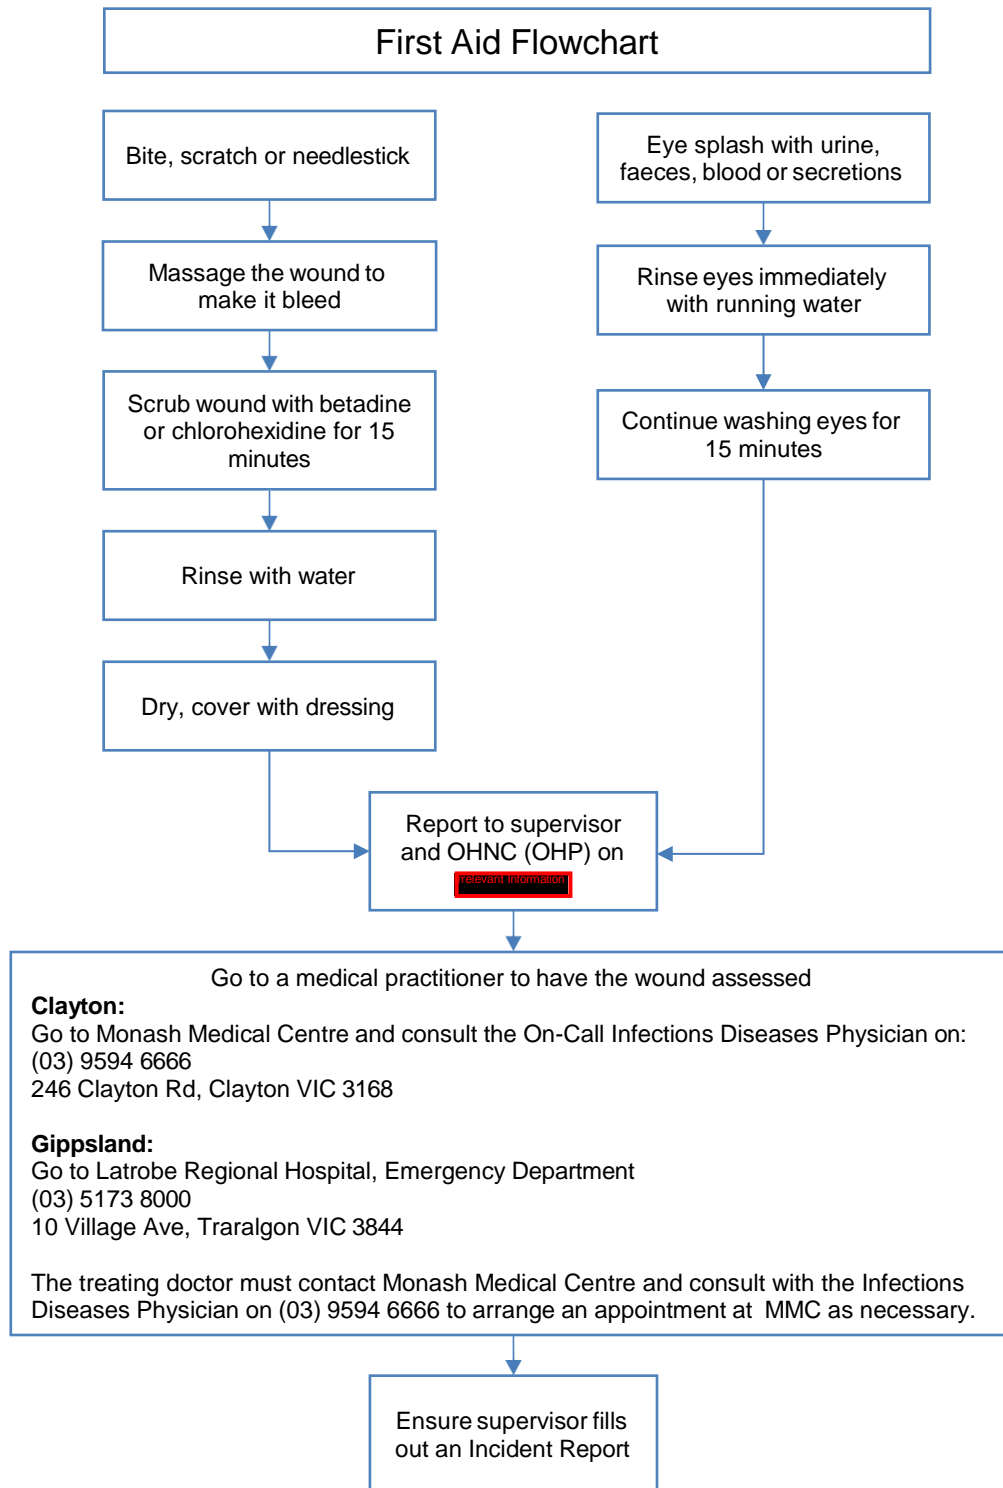 First Aid Flowchart
Bite, scratch or needlestick
Massage the wound to
make it bleed
Scrub wound with betadine
or chlorohexidine for 15
minutes
Rinse with water
Dry, cover with dressing
Eye splash with urine,
faeces, blood or secretions
Rinse eyes immediately
with running water
Continue washing eyes for
15 minutes
Report to supervisor
and OHNC (OHP) on
relevant information
Go to a medical practitioner to have the wound assessed
Clayton:
Go to Monash Medical Centre and consult the On-Call Infections Diseases Physician on:
(03) 9594 6666
246 Clayton Rd, Clayton VIC 3168
Gippsland:
Go to Latrobe Regional Hospital, Emergency Department
(03) 5173 8000
10 Village Ave, Traralgon VIC 3844
The treating doctor must contact Monash Medical Centre and consult with the Infections
Diseases Physician on (03) 9594 6666 to arrange an appointment at MMC as necessary.
Ensure supervisor fills
out an Incident Report